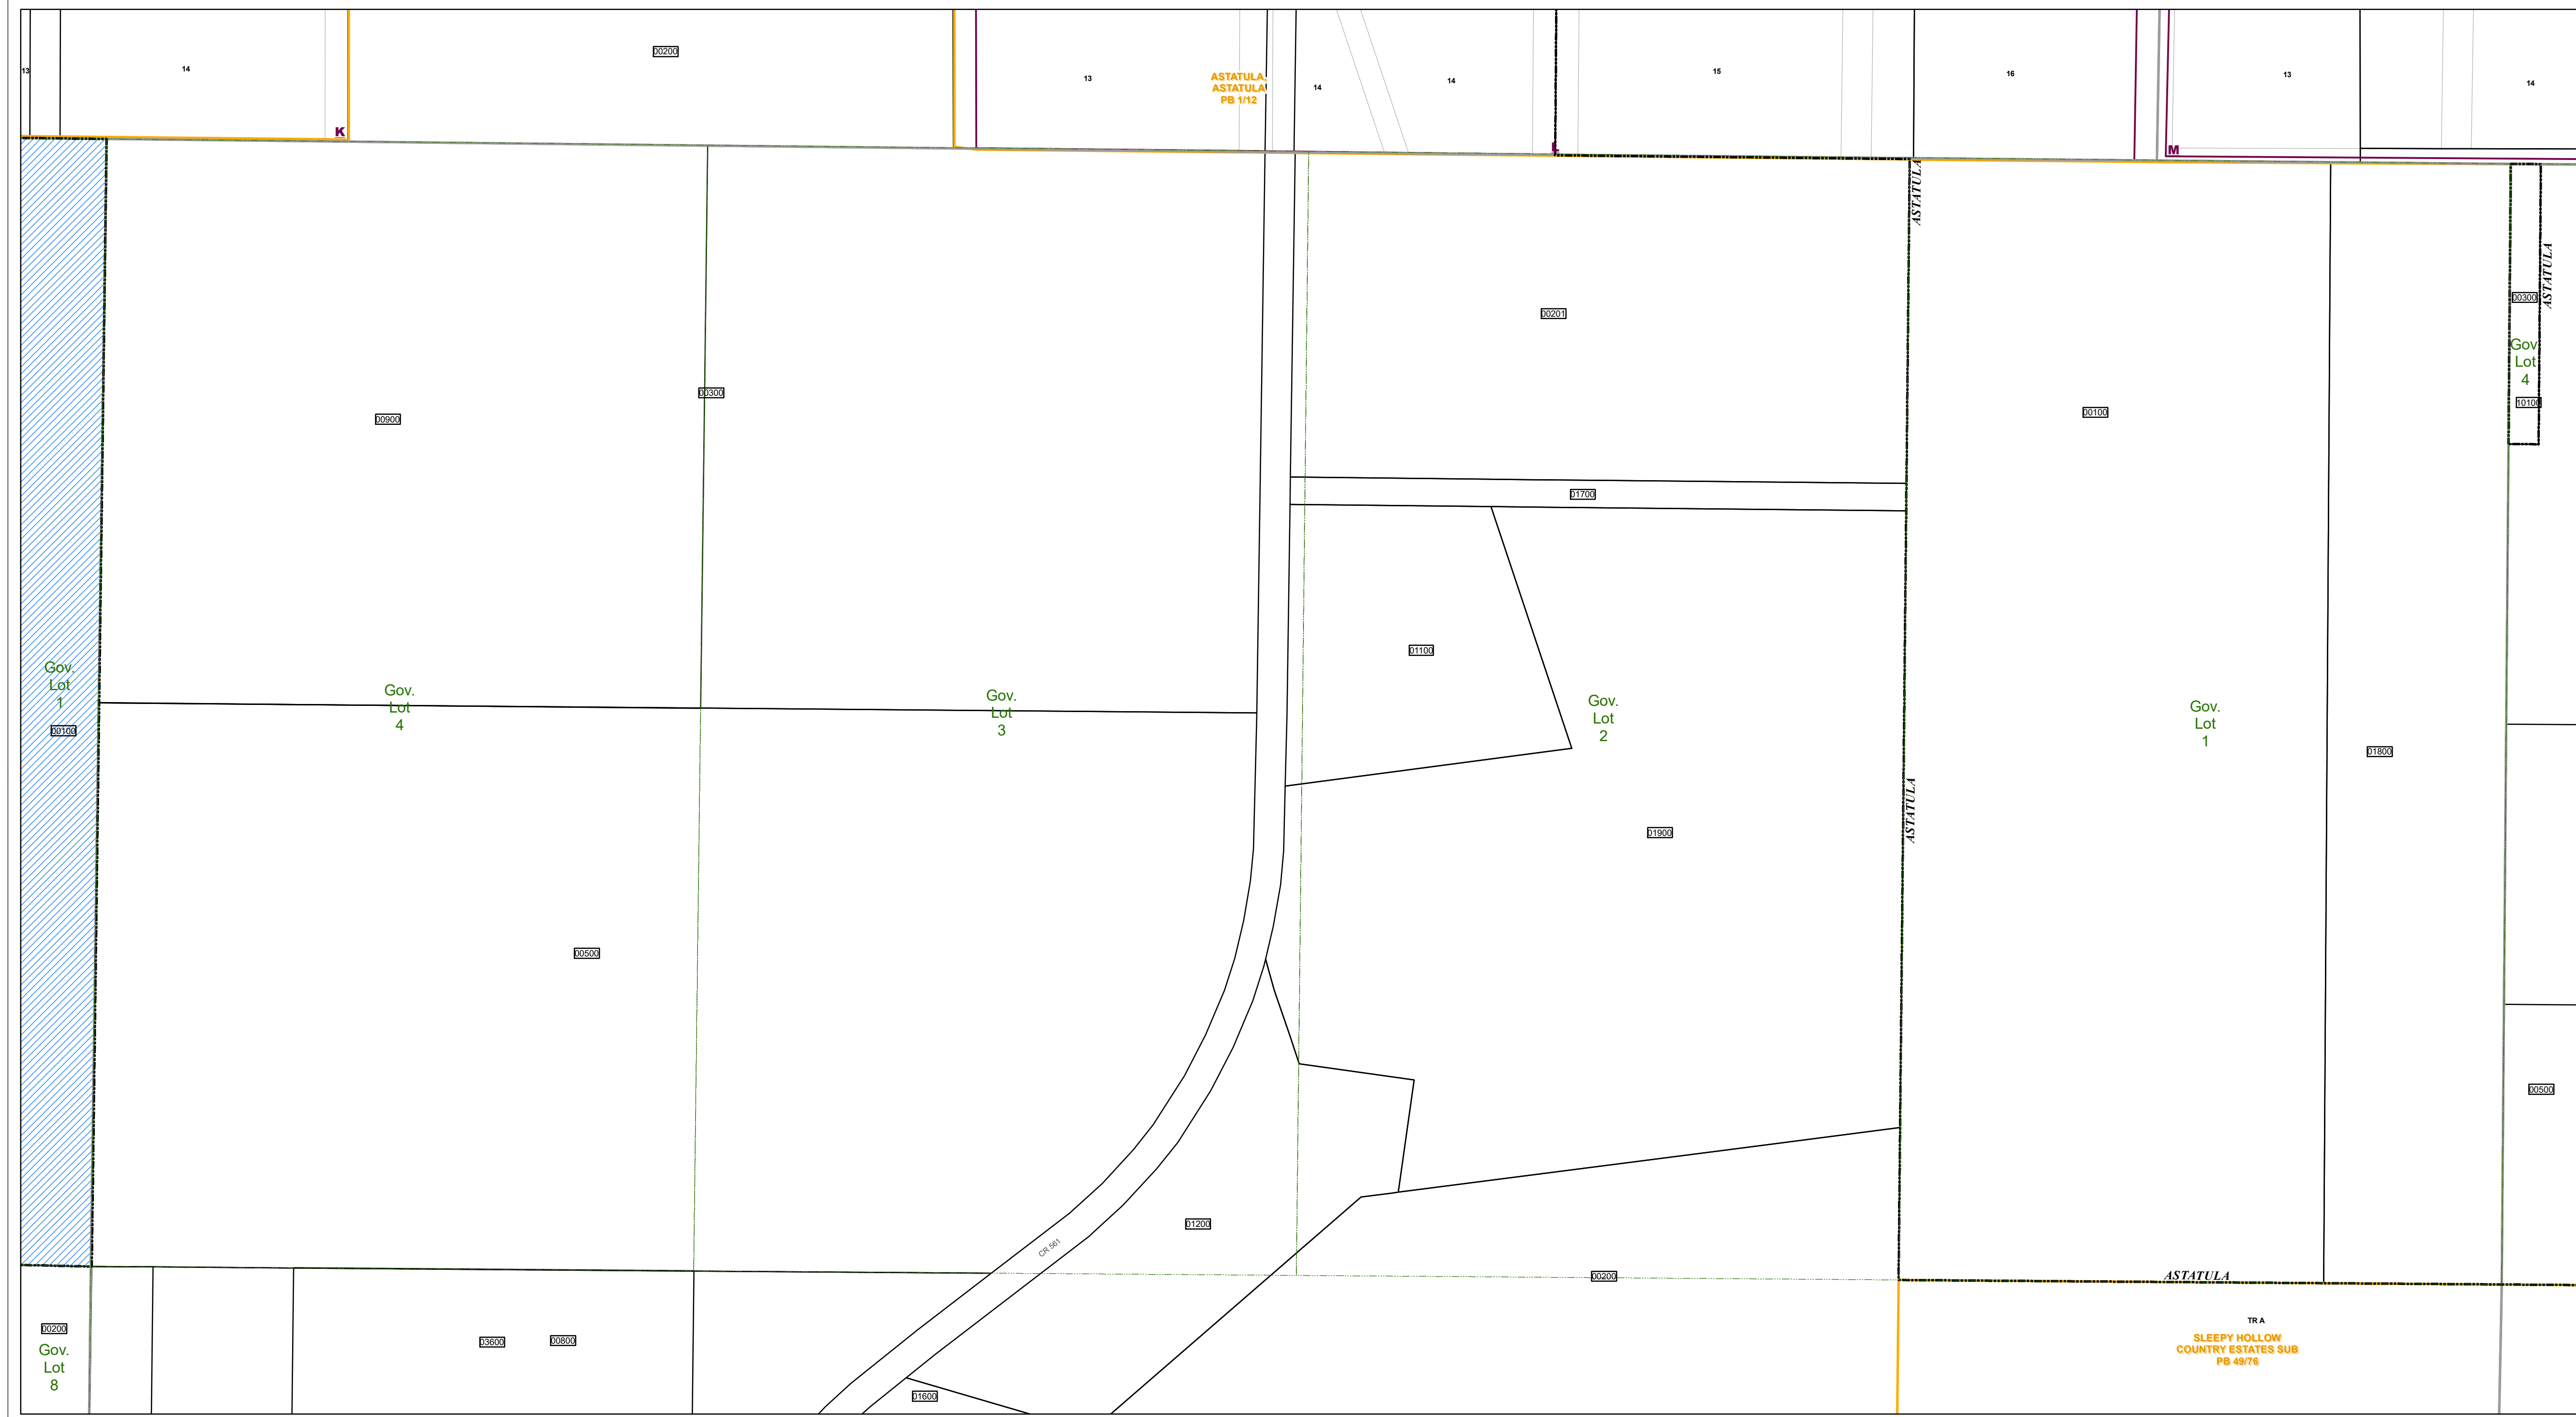 00200
13
14
13
14
14
15
16
13
14
ASTATULA,
ASTATULA
PB 1/12
K
L
M
ASTATULA
ASTATULA
00300
00201
Gov.
Lot
4
00300
10100
00900
00100
01700
01100
Gov.
Lot
1
00100
Gov.
Lot
4
Gov.
Lot
3
Gov.
Lot
2
Gov.
Lot
1
01800
ASTATULA
01900
00500
00500
01200
CR 561
00200
ASTATULA
00200
Gov.
Lot
8
03600
00800
01600
TR A
SLEEPY HOLLOW
COUNTRY ESTATES SUB
PB 49/76